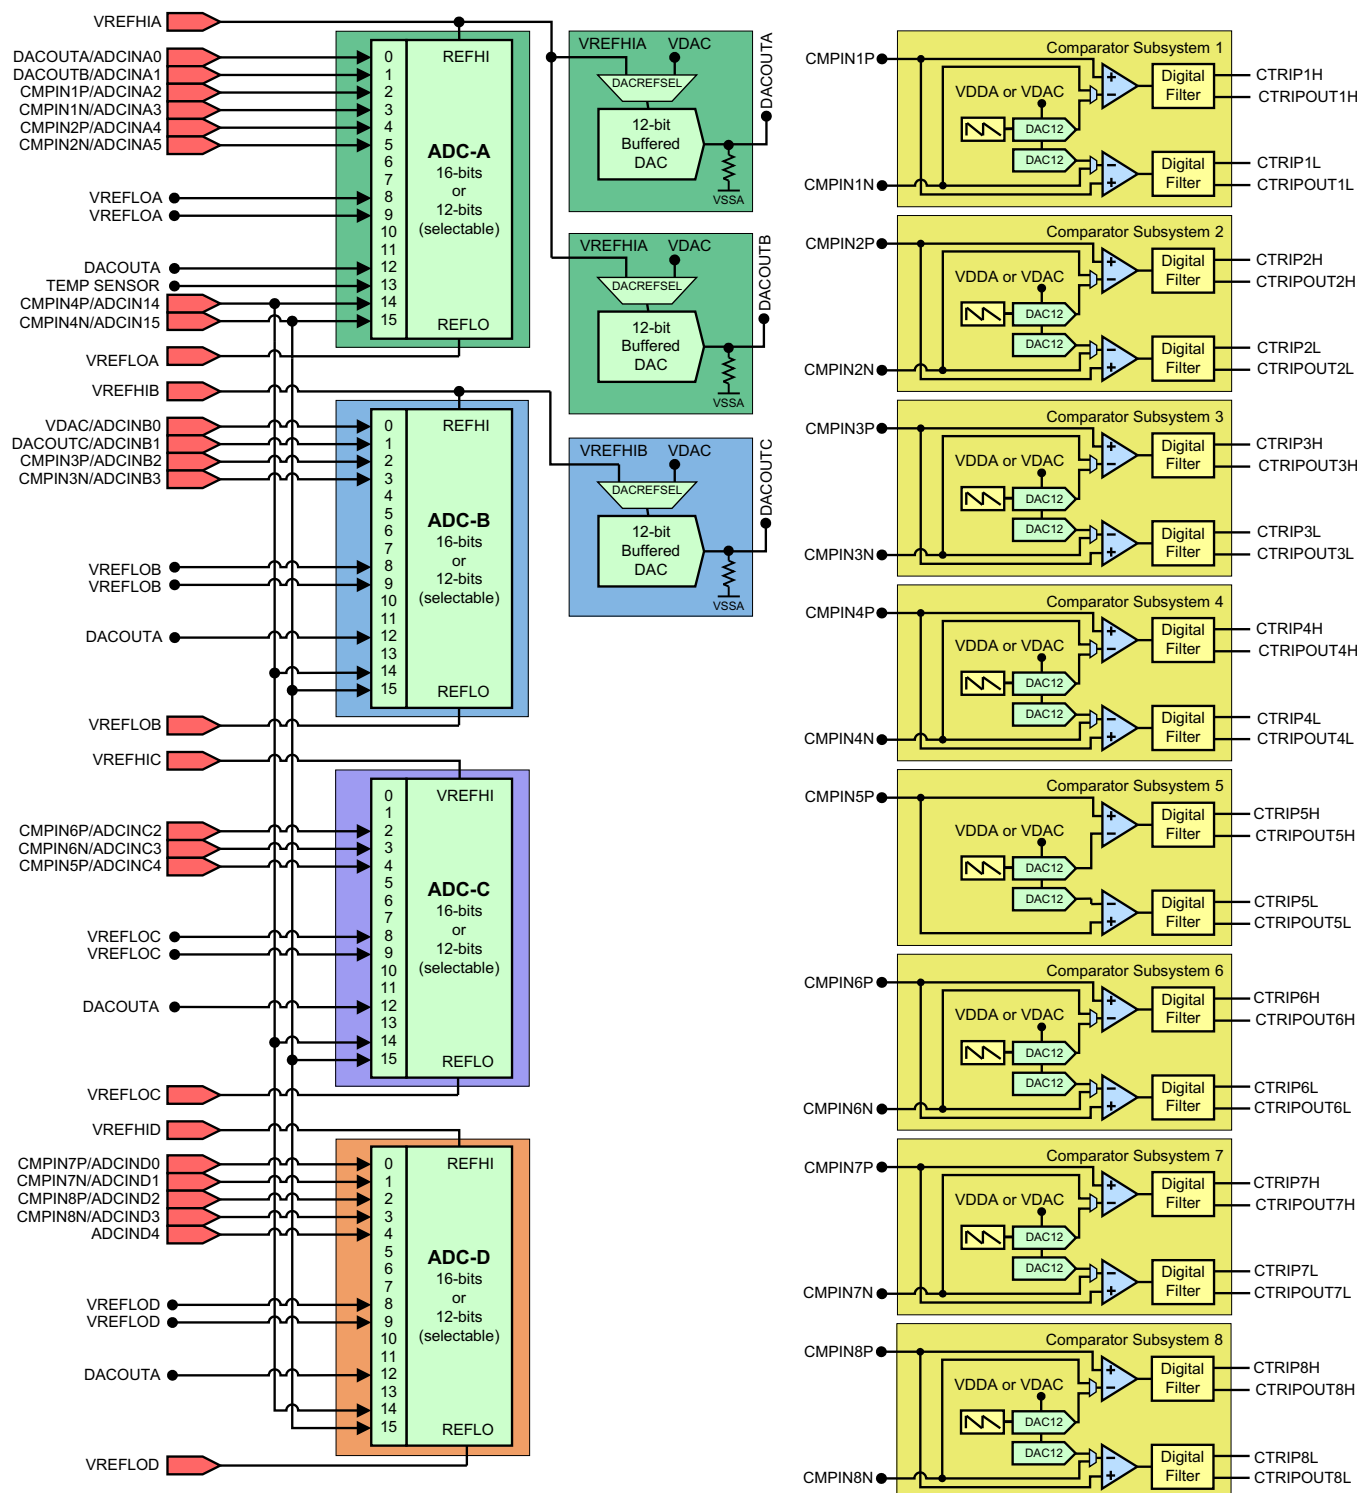 VREFHIA
DACOUTA/ADCINA0
DACOUTB/ADCINA1
CMPIN1P/ADCINA2
CMPIN1N/ADCINA3
CMPIN2P/ADCINA4
CMPIN2N/ADCINA5
VREFLOA
VREFLOA
DACOUTA
TEMP SENSOR
CMPIN4P/ADCIN14
CMPIN4N/ADCIN15
VREFLOA
0
1
2
3
4
5
6
7
8
9
10
11
12
13
14
15
REFHI
ADC-A
16-bits
or
12-bits
(selectable)
REFLO
VREFHIB
VDAC/ADCINB0
DACOUTC/ADCINB1
CMPIN3P/ADCINB2
CMPIN3N/ADCINB3
VREFLOB
VREFLOB
DACOUTA
VREFLOB
0
1
2
3
4
5
6
7
8
9
10
11
12
13
14
15
REFHI
ADC-B
16-bits
or
12-bits
(selectable)
REFLO
VREFHIC
CMPIN6P/ADCINC2
CMPIN6N/ADCINC3
CMPIN5P/ADCINC4
VREFLOC
VREFLOC
DACOUTA
VREFLOC
0
1
2
3
4
5
6
7
8
9
10
11
12
13
14
15
VREFHI
ADC-C
16-bits
or
12-bits
(selectable)
REFLO
VREFHID
CMPIN7P/ADCIND0
CMPIN7N/ADCIND1
CMPIN8P/ADCIND2
CMPIN8N/ADCIND3
ADCIND4
VREFLOD
VREFLOD
DACOUTA
VREFLOD
0
1
2
3
4
5
6
7
8
9
10
11
12
13
14
15
REFHI
ADC-D
16-bits
or
12-bits
(selectable)
REFLO
VREFHIA
VDAC
DACREFSEL
12-bit
Buffered
DAC
VSSA
DACOUTA
VREFHIA
VDAC
DACREFSEL
12-bit
Buffered
DAC
VSSA
DACOUTB
VREFHIB
VDAC
DACREFSEL
12-bit
Buffered
DAC
VSSA
DACOUTC
Comparator Subsystem 1
CMPIN1P
VDDA or VDAC
DAC12
DAC12
CMPIN1N
Digital
Filter
Digital
Filter
CTRIP1H
CTRIPOUT1H
CTRIP1L
CTRIPOUT1L
Comparator Subsystem 2
CMPIN2P
VDDA or VDAC
DAC12
DAC12
CMPIN2N
Digital
Filter
Digital
Filter
CTRIP2H
CTRIPOUT2H
CTRIP2L
CTRIPOUT2L
Comparator Subsystem 3
CMPIN3P
VDDA or VDAC
DAC12
DAC12
CMPIN3N
Digital
Filter
Digital
Filter
CTRIP3H
CTRIPOUT3H
CTRIP3L
CTRIPOUT3L
Comparator Subsystem 4
CMPIN4P
VDDA or VDAC
DAC12
DAC12
CMPIN4N
Digital
Filter
Digital
Filter
CTRIP4H
CTRIPOUT4H
CTRIP4L
CTRIPOUT4L
Comparator Subsystem 5
CMPIN5P
VDDA or VDAC
DAC12
DAC12
Digital
Filter
Digital
Filter
CTRIP5H
CTRIPOUT5H
CTRIP5L
CTRIPOUT5L
Comparator Subsystem 6
CMPIN6P
VDDA or VDAC
DAC12
DAC12
CMPIN6N
Digital
Filter
Digital
Filter
CTRIP6H
CTRIPOUT6H
CTRIP6L
CTRIPOUT6L
Comparator Subsystem 7
CMPIN7P
VDDA or VDAC
DAC12
DAC12
CMPIN7N
Digital
Filter
Digital
Filter
CTRIP7H
CTRIPOUT7H
CTRIP7L
CTRIPOUT7L
Comparator Subsystem 8
CMPIN8P
VDDA or VDAC
DAC12
DAC12
CMPIN8N
Digital
Filter
Digital
Filter
CTRIP8H
CTRIPOUT8H
CTRIP8L
CTRIPOUT8L